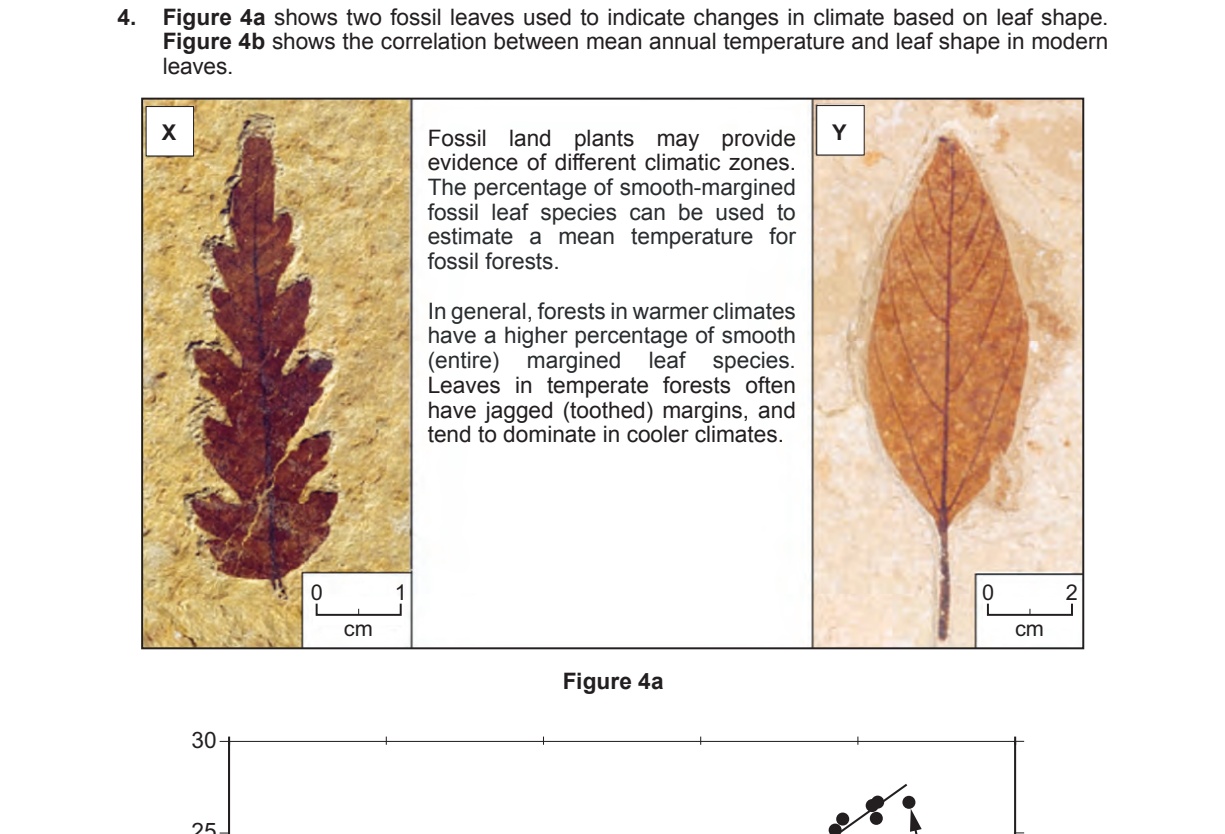 4. Figure 4a shows two fossil leaves used to indicate changes in climate based on leaf shape.
Figure 4b shows the correlation between mean annual temperature and leaf shape in modern
leaves.
X
Fossil land plants may provide
evidence of different climatic zones.
The percentage of smooth-margined
fossil leaf species can be used to
estimate a mean temperature for
fossil forests.
In general, forests in warmer climates
have a higher percentage of smooth
(entire) margined leaf species.
Leaves in temperate forests often
have jagged (toothed) margins, and
tend to dominate in cooler climates.
Y
0 1
cm
0 2
cm
Figure 4a
30
25